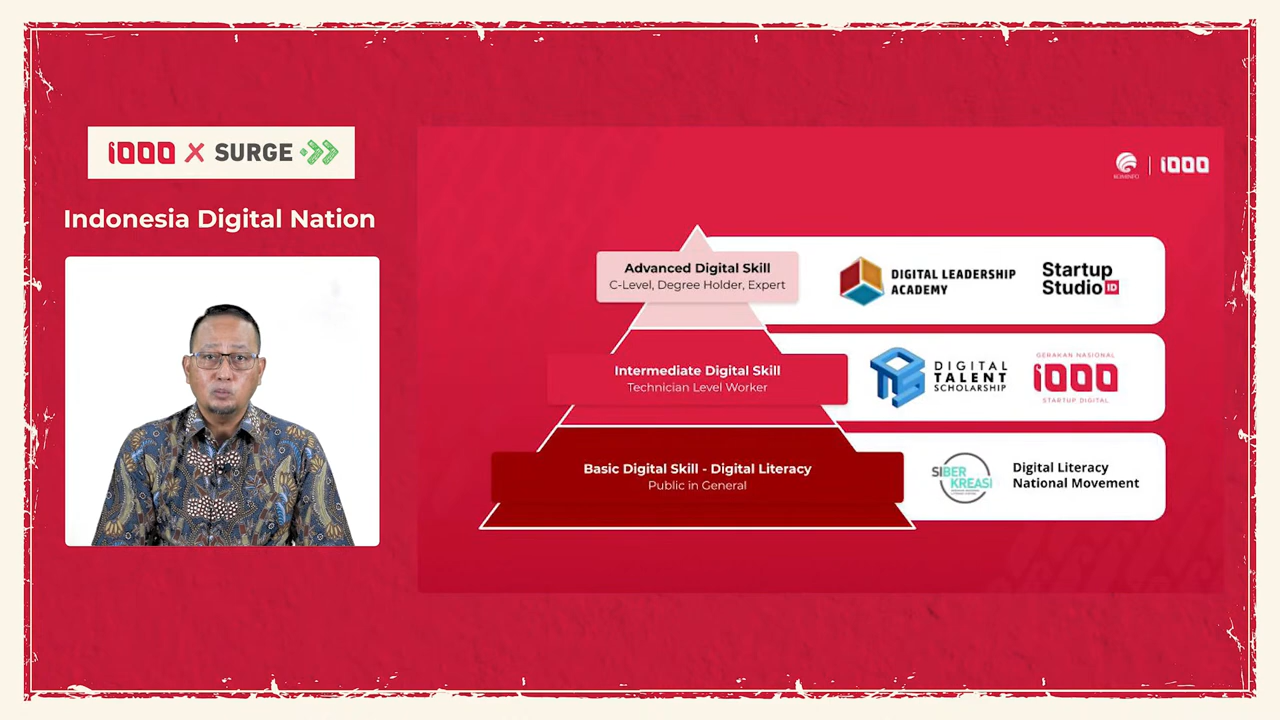 1000 X SURGE
Indonesia Digital Nation
KOMINFO
1000
Advanced Digital Skill
C-Level, Degree Holder, Expert
DIGITAL LEADERSHIP
ACADEMY
Startup
Studio ID
Intermediate Digital Skill
Technician Level Worker
DIGITAL
TALENT
SCHOLARSHIP
GERAKAN NASIONAL
1000
STARTUP DIGITAL
Basic Digital Skill - Digital Literacy
Public in General
SIBER
KREASI
Digital Literacy
National Movement